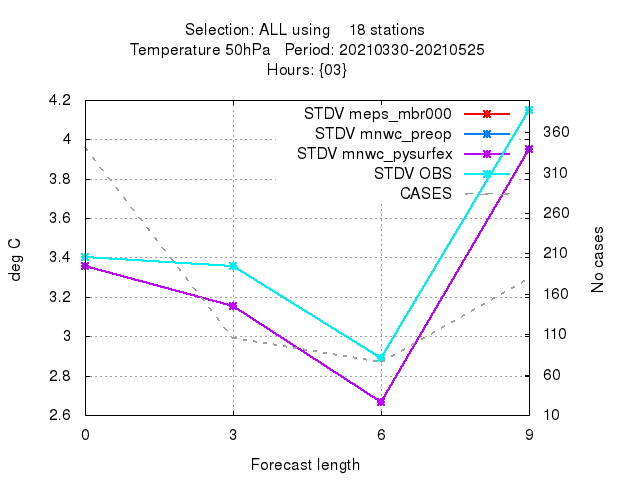 Selection: ALL using    18 stations
Temperature 50hPa   Period: 20210330-20210525
Hours: {03}
4.2
4
3.8
3.6
3.4
3.2
3
2.8
2.6
deg C
STDV meps_mbr000
STDV mnwc_preop
STDV mnwc_pysurfex
STDV OBS
CASES
360
310
260
210
160
110
60
10
No cases
0 3 6 9
Forecast length